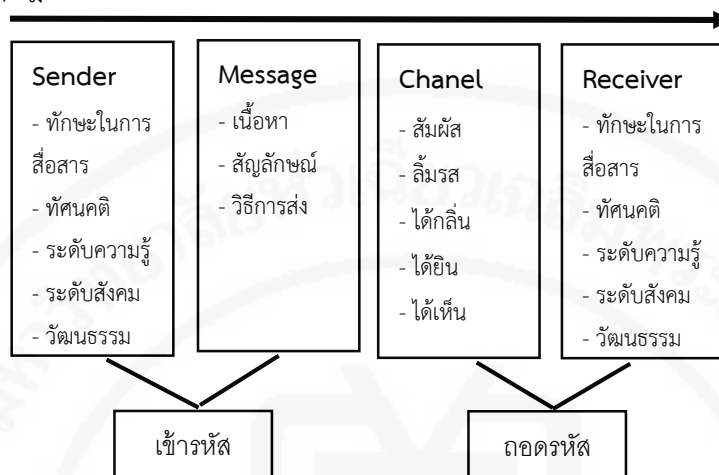 Sender
- ทักษะในการ
สื่อสาร
- ทัศนคติ
- ระดับความรู้
- ระดับสังคม
- วัฒนธรรม
Message
- เนื้อหา
- สัญลักษณ์
- วิธีการส่ง
Chanel
- สัมผัส
- ลิ้มรส
- ได้กลิ่น
- ได้ยิน
- ได้เห็น
Receiver
- ทักษะในการ
สื่อสาร
- ทัศนคติ
- ระดับความรู้
- ระดับสังคม
- วัฒนธรรม
เข้ารหัส
ถอดรหัส